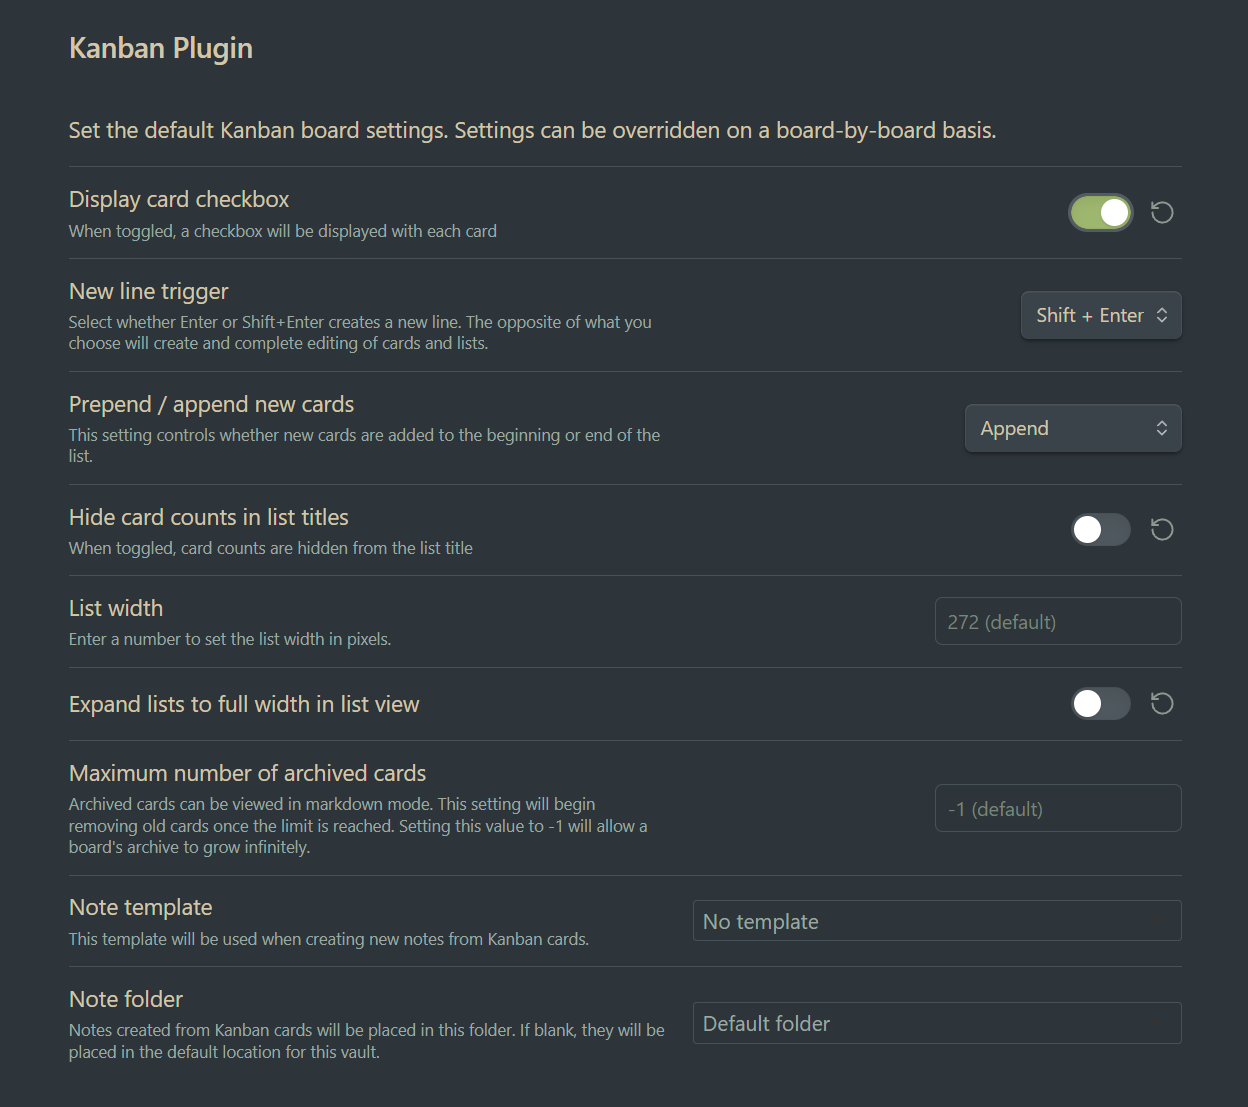 Kanban Plugin
Set the default Kanban board settings. Settings can be overridden on a board-by-board basis.
Display card checkbox
When toggled, a checkbox will be displayed with each card
New line trigger
Select whether Enter or Shift+Enter creates a new line. The opposite of what you
choose will create and complete editing of cards and lists.
Shift + Enter
Prepend / append new cards
This setting controls whether new cards are added to the beginning or end of the
list.
Append
Hide card counts in list titles
When toggled, card counts are hidden from the list title
List width
Enter a number to set the list width in pixels.
272 (default)
Expand lists to full width in list view
Maximum number of archived cards
Archived cards can be viewed in markdown mode. This setting will begin
removing old cards once the limit is reached. Setting this value to -1 will allow a
board's archive to grow infinitely.
-1 (default)
Note template
This template will be used when creating new notes from Kanban cards.
No template
Note folder
Notes created from Kanban cards will be placed in this folder. If blank, they will be
placed in the default location for this vault.
Default folder